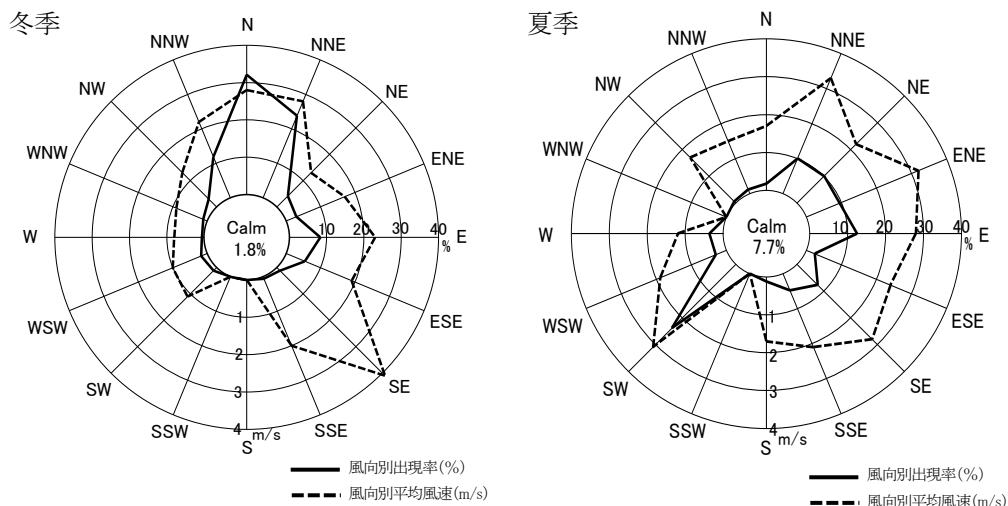 冬季
N
NNE
NE
ENE
E
ESE
SE
SSE
S
SSW
SW
WSW
W
WNW
NW
NNW
Calm
1.8%
10 20 30 40
%
1
2
3
4
m/s
風向別出現率(%)
風向別平均風速(m/s)
夏季
N
NNE
NE
ENE
E
ESE
SE
SSE
S
SSW
SW
WSW
W
WNW
NW
NNW
Calm
7.7%
10 20 30 40
%
1
2
3
4
m/s
風向別出現率(%)
風向別平均風速(m/s)